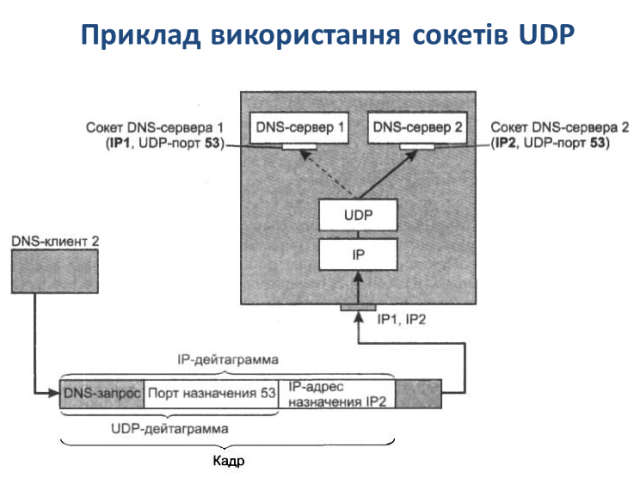 Приклад використання сокетів UDP
Сокет DNS-сервера 1
(IP1, UDP-порт 53)
DNS-сервер 1
DNS-сервер 2
Сокет DNS-сервера 2
(IP2, UDP-порт 53)
UDP
IP
DNS-клиент 2
IP1, IP2
IP-дейтаграмма
DNS-запрос
Порт назначения 53
IP-адрес
назначения IP2
UDP-дейтаграмма
Кадр